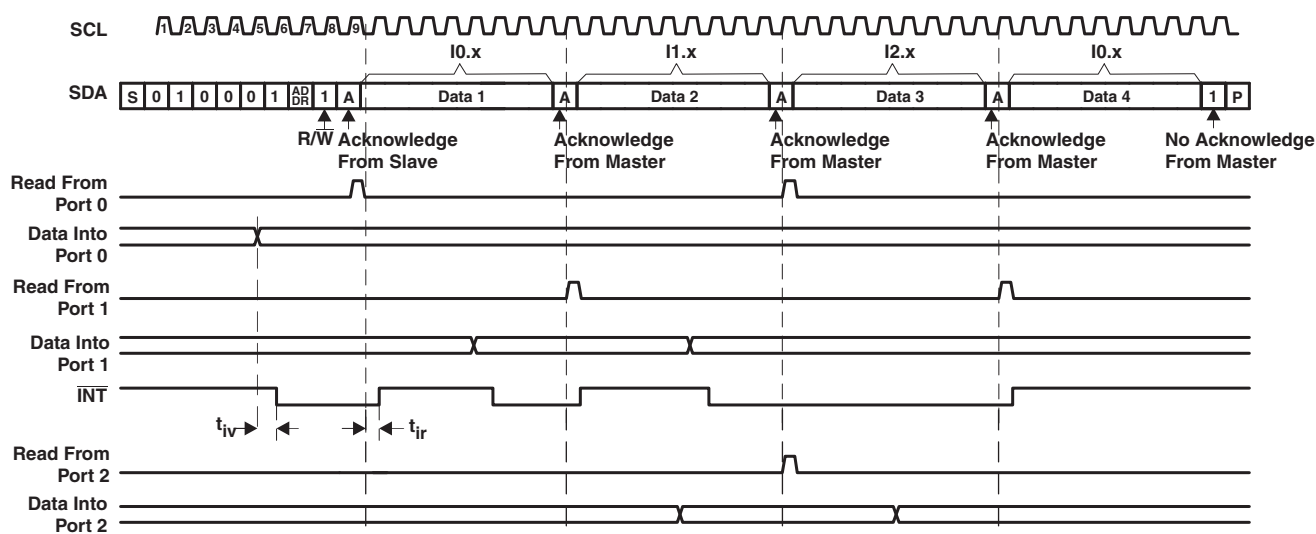 SCL 1 2 3 4 5 6 7 8 9
I0.x I1.x I2.x I0.x
SDA S 0 1 0 0 0 1 AD DR 1 A Data 1 A Data 2 A Data 3 A Data 4 1 P
R/W Acknowledge From Slave
Acknowledge From Master
Acknowledge From Master
Acknowledge From Master
No Acknowledge From Master
Read From
Port 0
Data Into
Port 0
Read From
Port 1
Data Into
Port 1
INT
tiv tir
Read From
Port 2
Data Into
Port 2